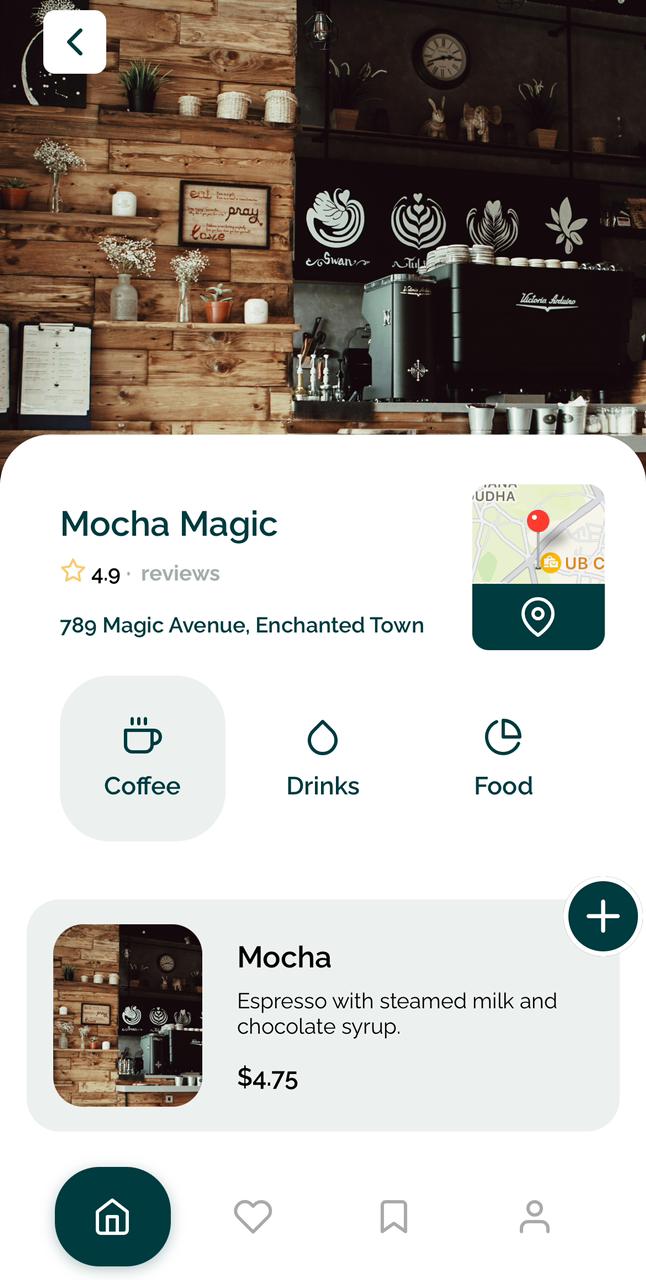 eat
pray
love
Swan
Victoria Arduino
UDHA
UB C
Mocha Magic
4.9 · reviews
789 Magic Avenue, Enchanted Town
Coffee
Drinks
Food
Mocha
Espresso with steamed milk and
chocolate syrup.
$4.75